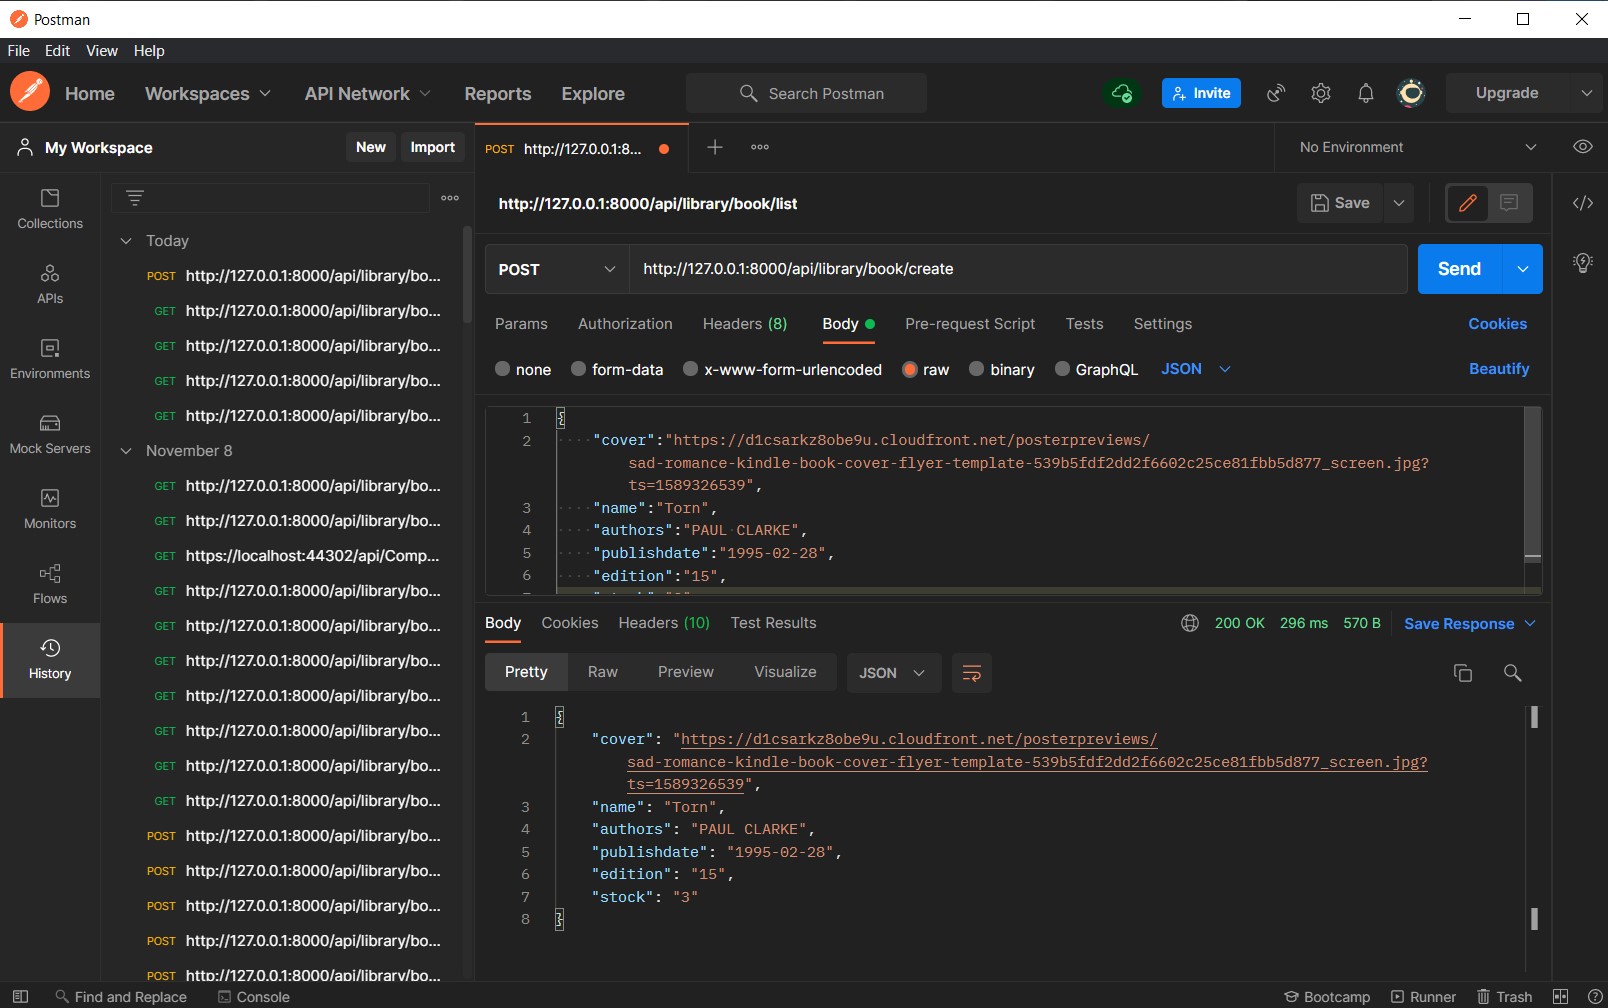 Postman
File Edit View Help
Home Workspaces API Network Reports Explore Search Postman Invite Upgrade
My Workspace New Import
POST http://127.0.0.1:8... No Environment
Collections
APIs
Environments
Mock Servers
Monitors
Flows
History
Today
POST http://127.0.0.1:8000/api/library/bo...
GET http://127.0.0.1:8000/api/library/bo...
GET http://127.0.0.1:8000/api/library/bo...
GET http://127.0.0.1:8000/api/library/bo...
GET http://127.0.0.1:8000/api/library/bo...
November 8
GET http://127.0.0.1:8000/api/library/bo...
GET http://127.0.0.1:8000/api/library/bo...
GET https://localhost:44302/api/Comp...
GET http://127.0.0.1:8000/api/library/bo...
GET http://127.0.0.1:8000/api/library/bo...
GET http://127.0.0.1:8000/api/library/bo...
GET http://127.0.0.1:8000/api/library/bo...
GET http://127.0.0.1:8000/api/library/bo...
GET http://127.0.0.1:8000/api/library/bo...
GET http://127.0.0.1:8000/api/library/bo...
POST http://127.0.0.1:8000/api/library/bo...
POST http://127.0.0.1:8000/api/library/bo...
POST http://127.0.0.1:8000/api/library/bo...
POST http://127.0.0.1:8000/api/library/bo...
POST http://127.0.0.1:8000/api/library/bo...
http://127.0.0.1:8000/api/library/book/list Save
POST http://127.0.0.1:8000/api/library/book/create Send
Params Authorization Headers (8) Body Pre-request Script Tests Settings Cookies
none form-data x-www-form-urlencoded raw binary GraphQL JSON Beautify
1 {
2 "cover":"https://d1csarkz8obe9u.cloudfront.net/posterpreviews/
sad-romance-kindle-book-cover-flyer-template-539b5fdf2dd2f6602c25ce81fbb5d877_screen.jpg?
ts=1589326539",
3 "name":"Torn",
4 "authors":"PAUL CLARKE",
5 "publishdate":"1995-02-28",
6 "edition":"15",
Body Cookies Headers (10) Test Results 200 OK 296 ms 570 B Save Response
Pretty Raw Preview Visualize JSON
1 {
2 "cover": "https://d1csarkz8obe9u.cloudfront.net/posterpreviews/
sad-romance-kindle-book-cover-flyer-template-539b5fdf2dd2f6602c25ce81fbb5d877_screen.jpg?
ts=1589326539",
3 "name": "Torn",
4 "authors": "PAUL CLARKE",
5 "publishdate": "1995-02-28",
6 "edition": "15",
7 "stock": "3"
8 }
Find and Replace Console Bootcamp Runner Trash